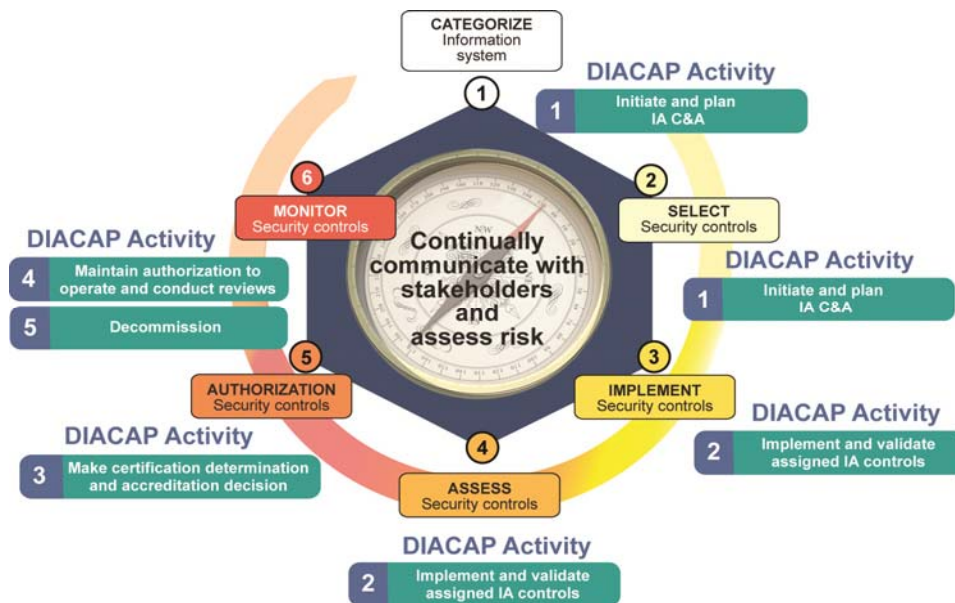 CATEGORIZE
Information
system
1
DIACAP Activity
1
Initiate and plan
IA C&A
2
SELECT
Security controls
DIACAP Activity
1
Initiate and plan
IA C&A
3
IMPLEMENT
Security controls
DIACAP Activity
2
Implement and validate
assigned IA controls
4
ASSESS
Security controls
DIACAP Activity
2
Implement and validate
assigned IA controls
5
AUTHORIZATION
Security controls
DIACAP Activity
3
Make certification determination
and accreditation decision
6
MONITOR
Security controls
DIACAP Activity
4
Maintain authorization to
operate and conduct reviews
5
Decommission
NW
Continually
communicate with
stakeholders
and
assess risk